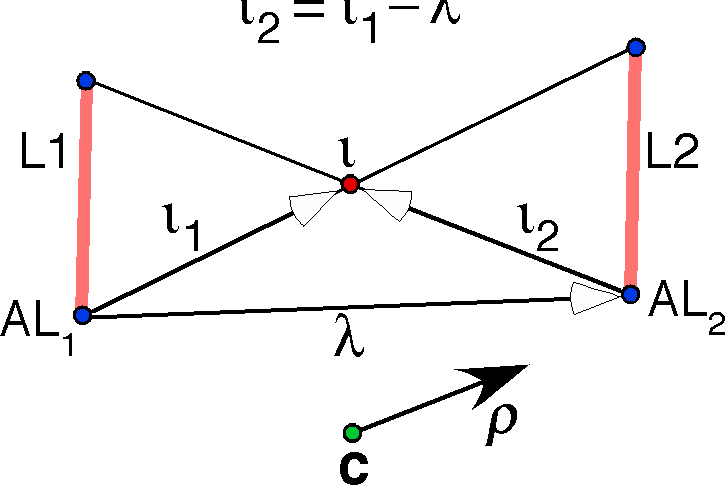 ι₂ = ι₁ – λ
ι
L1
L2
ι₁
ι₂
AL₁
AL₂
λ
ρ
c